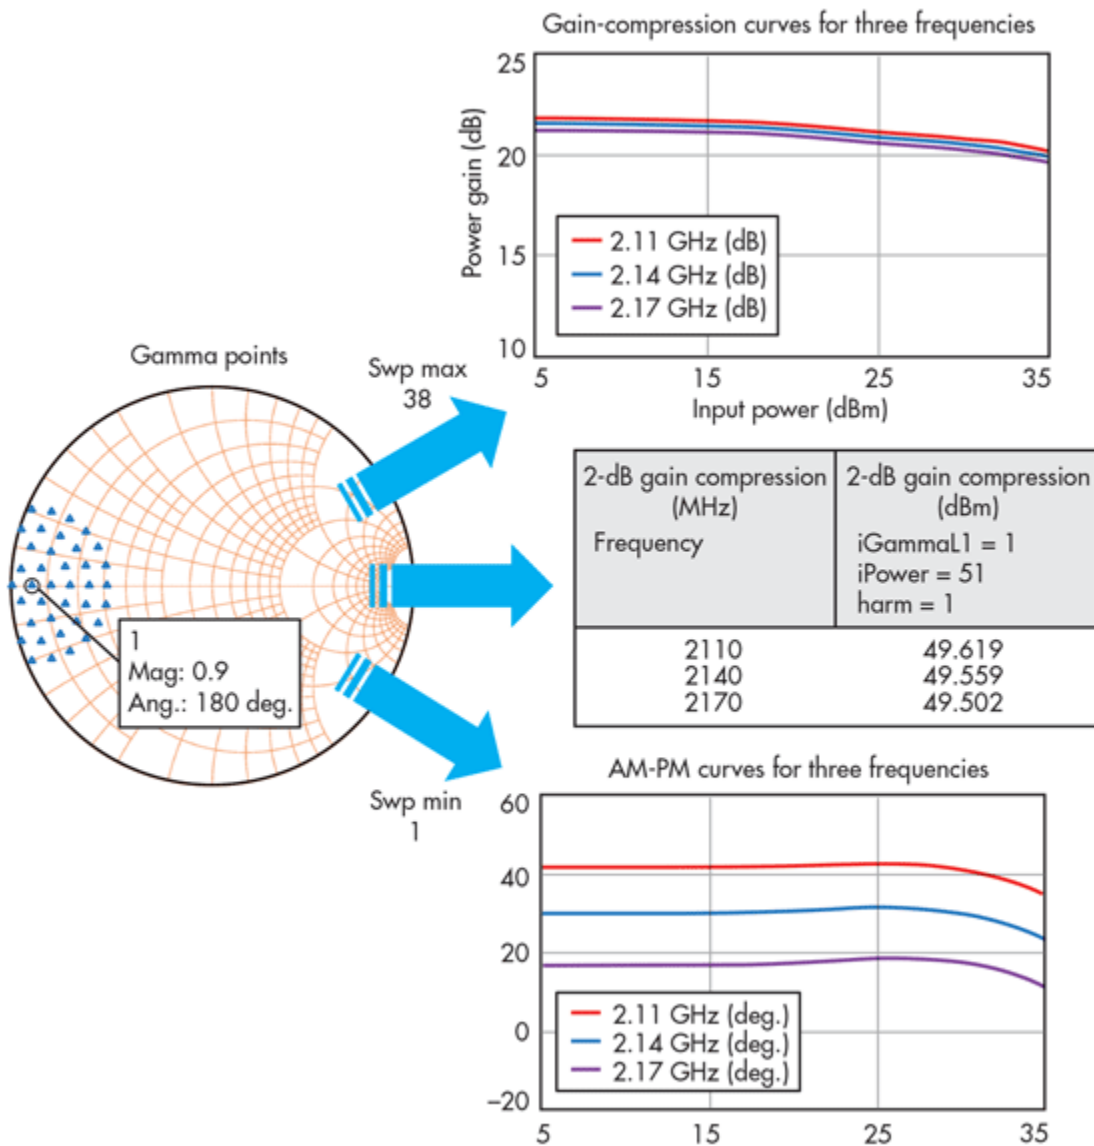 Gain-compression curves for three frequencies
25
20
15
10
Power gain (dB)
2.11 GHz (dB)
2.14 GHz (dB)
2.17 GHz (dB)
5 15 25 35
Input power (dBm)
Gamma points
Swp max
38
1
Mag: 0.9
Ang.: 180 deg.
Swp min
1
2-dB gain compression
(MHz)
Frequency
2-dB gain compression
(dBm)
iGammaL1 = 1
iPower = 51
harm = 1
2110 49.619
2140 49.559
2170 49.502
AM-PM curves for three frequencies
60
40
20
0
–20
2.11 GHz (deg.)
2.14 GHz (deg.)
2.17 GHz (deg.)
5 15 25 35